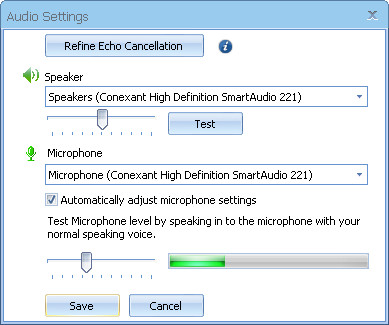 Audio Settings
Refine Echo Cancellation
Speaker
Speakers (Conexant High Definition SmartAudio 221)
Test
Microphone
Microphone (Conexant High Definition SmartAudio 221)
Automatically adjust microphone settings
Test Microphone level by speaking in to the microphone with your
normal speaking voice.
Save
Cancel